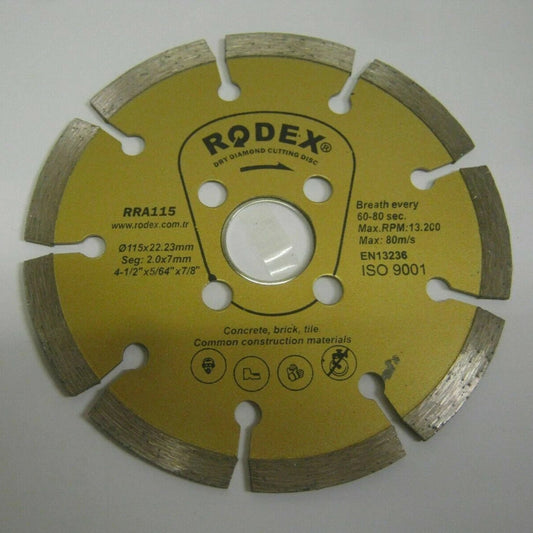 RODEX®
DRY DIAMOND CUTTING DISC
RRA115
www.rodex.com.tr
Ø115x22.23mm
Seg: 2.0x7mm
4-1/2"x5/64"x7/8"
Breath every
60-80 sec.
Max.RPM:13.200
Max: 80m/s
EN13236
ISO 9001
Concrete, brick, tile
Common construction materials